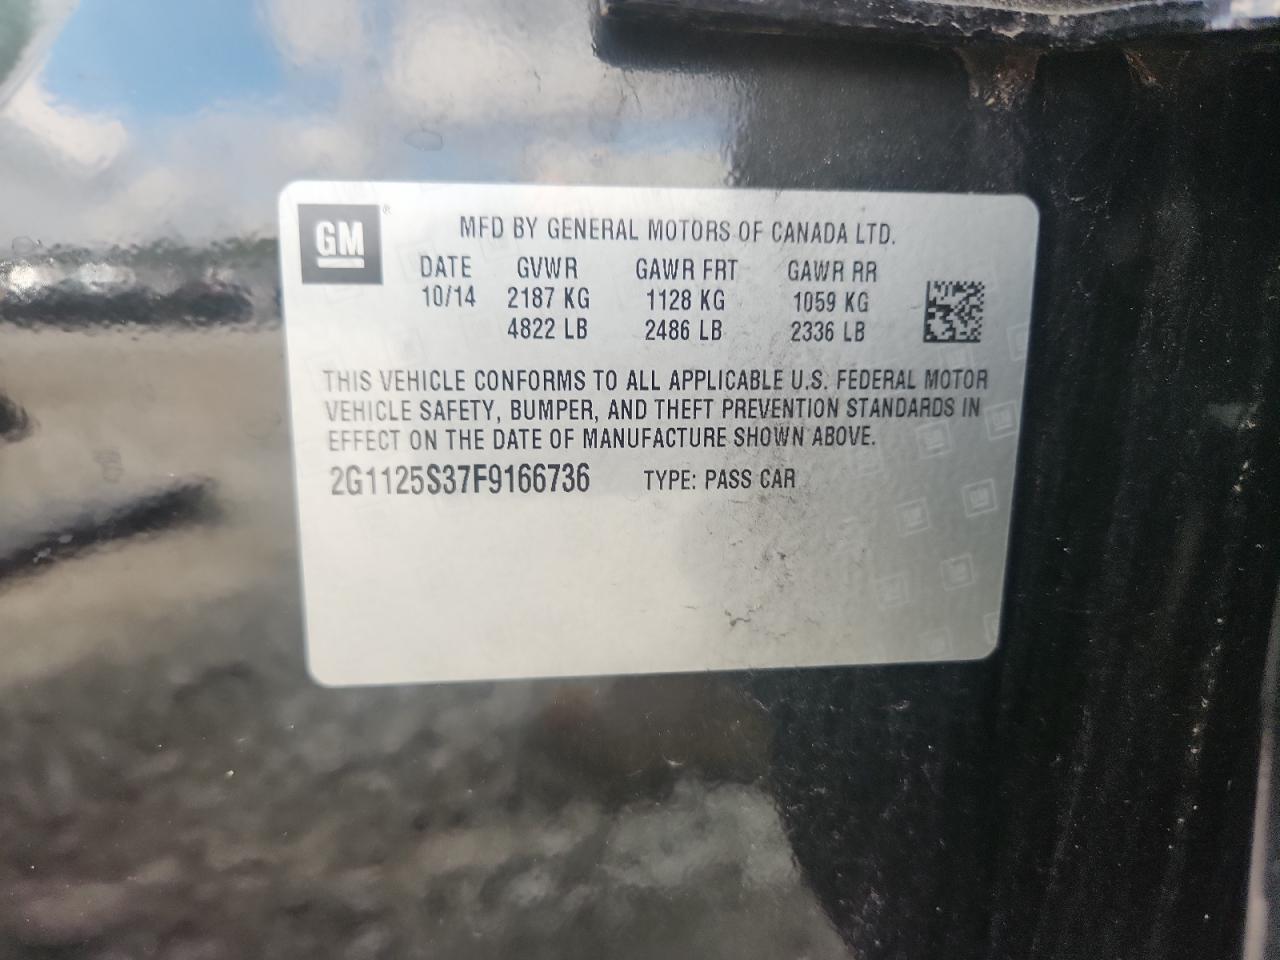 GM ®
MFD BY GENERAL MOTORS OF CANADA LTD.
DATE GVWR GAWR FRT GAWR RR
10/14 2187 KG 1128 KG 1059 KG
4822 LB 2486 LB 2336 LB
THIS VEHICLE CONFORMS TO ALL APPLICABLE U.S. FEDERAL MOTOR
VEHICLE SAFETY, BUMPER, AND THEFT PREVENTION STANDARDS IN
EFFECT ON THE DATE OF MANUFACTURE SHOWN ABOVE.
2G1125S37F9166736 TYPE: PASS CAR